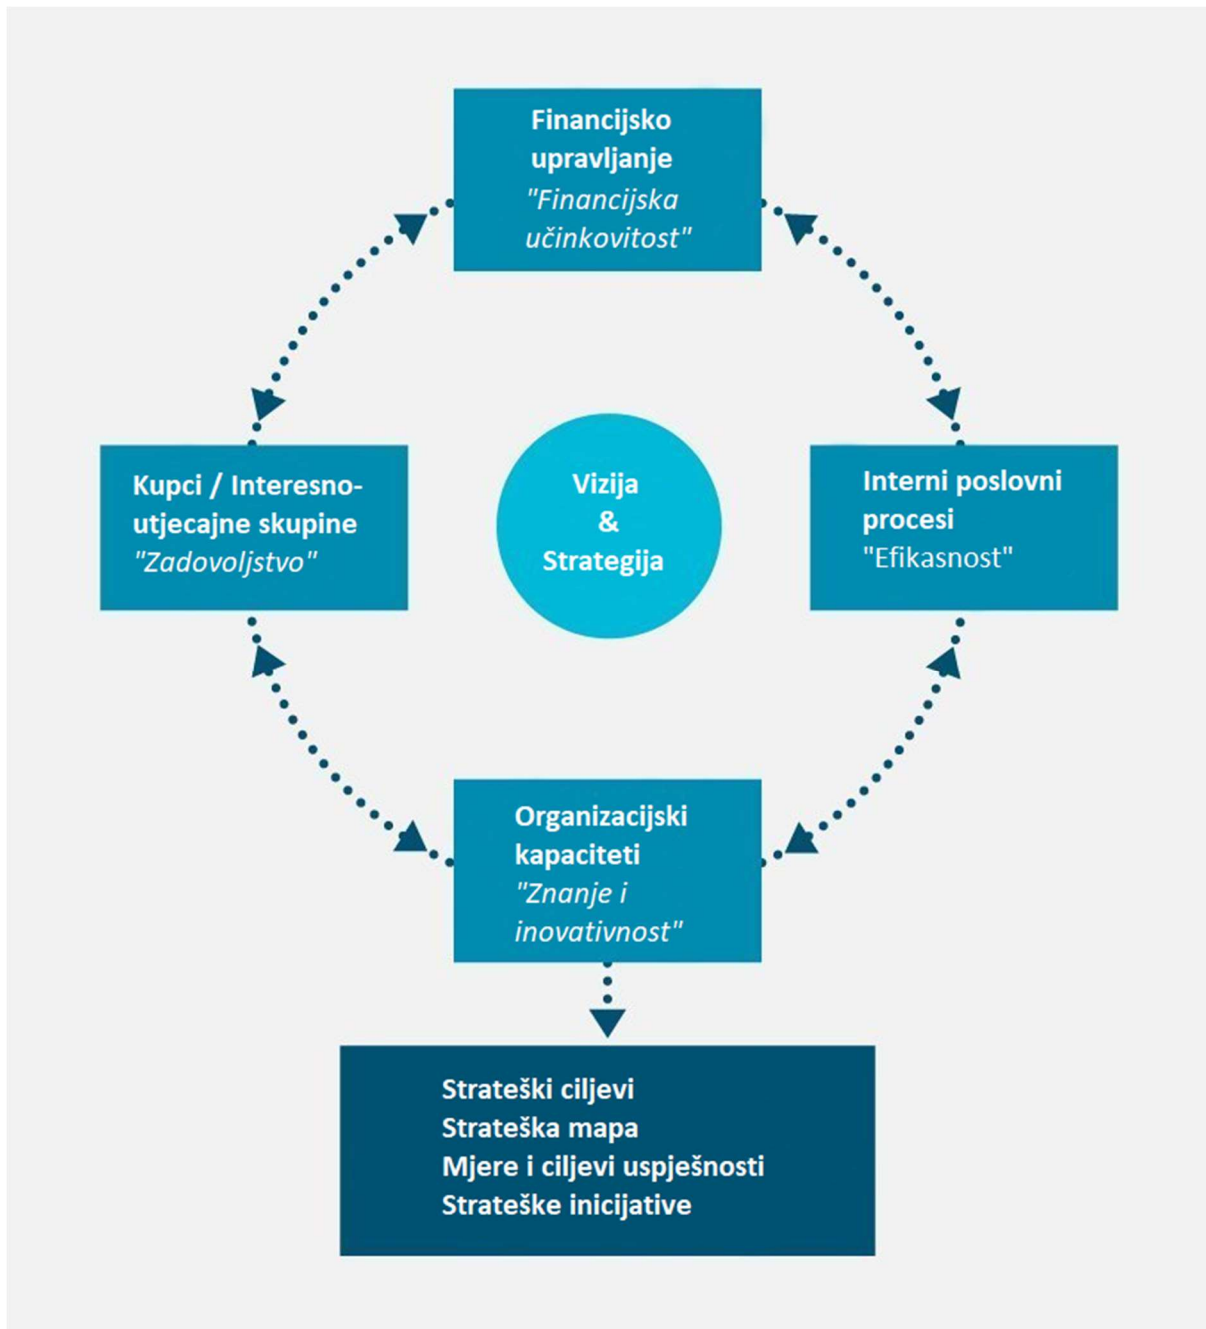 Financijsko
upravljanje
"Financijska
učinkovitost"
Kupci / Interesno-
utjecajne skupine
"Zadovoljstvo"
Vizija
&
Strategija
Interni poslovni
procesi
"Efikasnost"
Organizacijski
kapaciteti
"Znanje i
inovativnost"
Strateški ciljevi
Strateška mapa
Mjere i ciljevi uspješnosti
Strateške inicijative